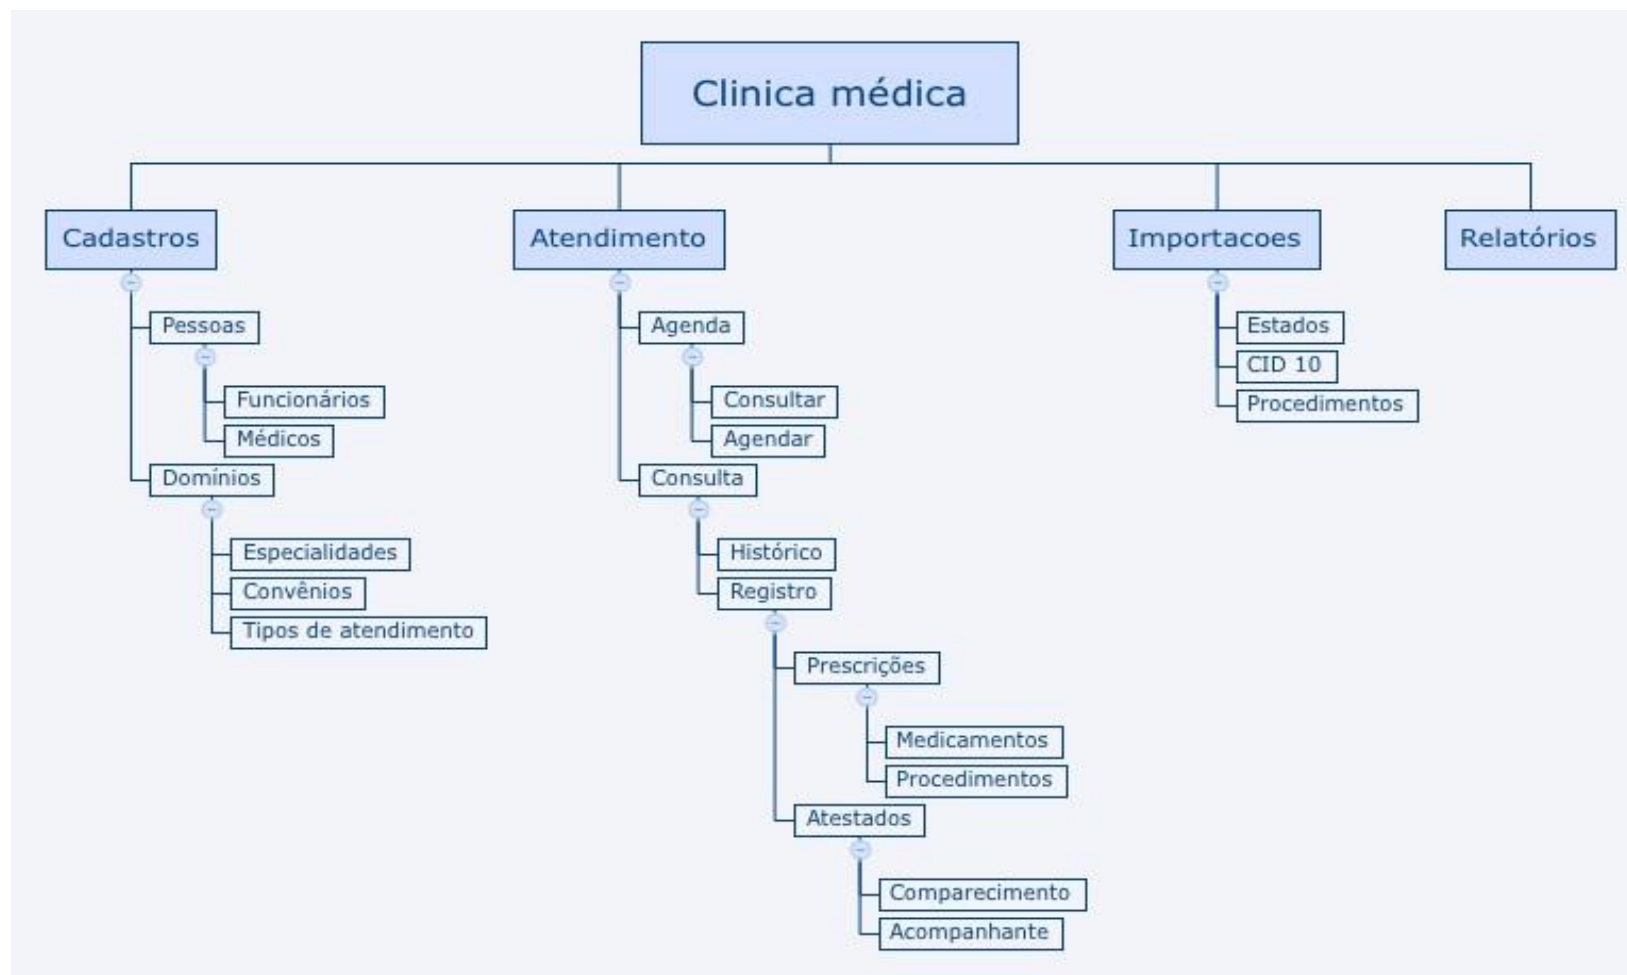 Clinica médica
Cadastros
Atendimento
Importacoes
Relatórios
Pessoas
Funcionários
Médicos
Domínios
Especialidades
Convênios
Tipos de atendimento
Agenda
Consultar
Agendar
Consulta
Histórico
Registro
Prescrições
Medicamentos
Procedimentos
Atestados
Comparecimento
Acompanhante
Estados
CID 10
Procedimentos